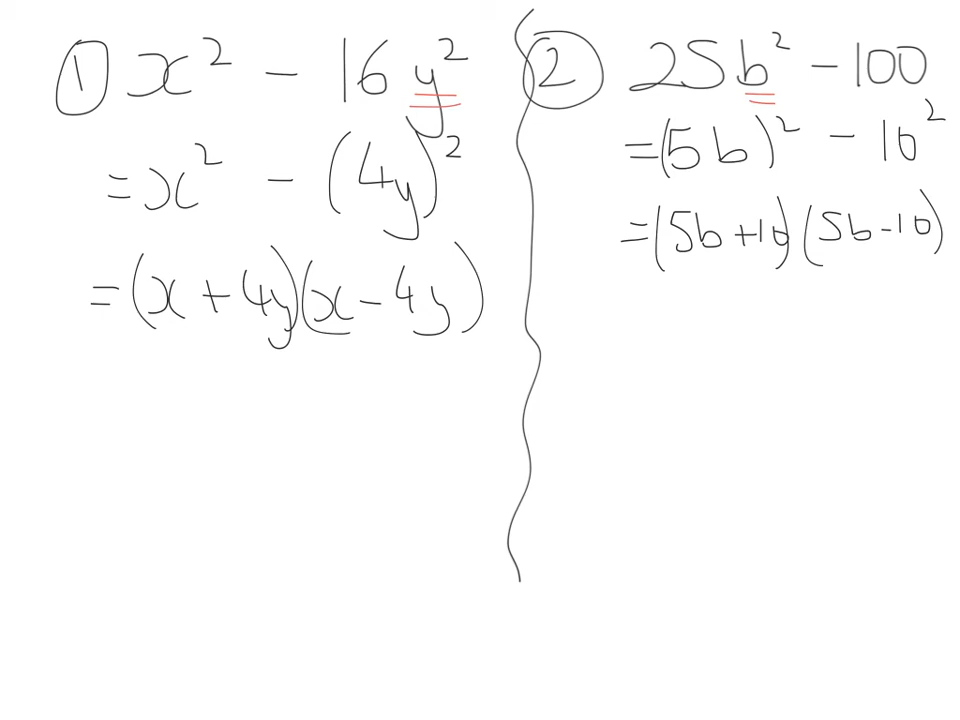 ① x² - 16y²
= x² - (4y)²
= (x + 4y)(x - 4y)
② 25b² - 100
= (5b)² - 10²
= (5b + 10)(5b - 10)